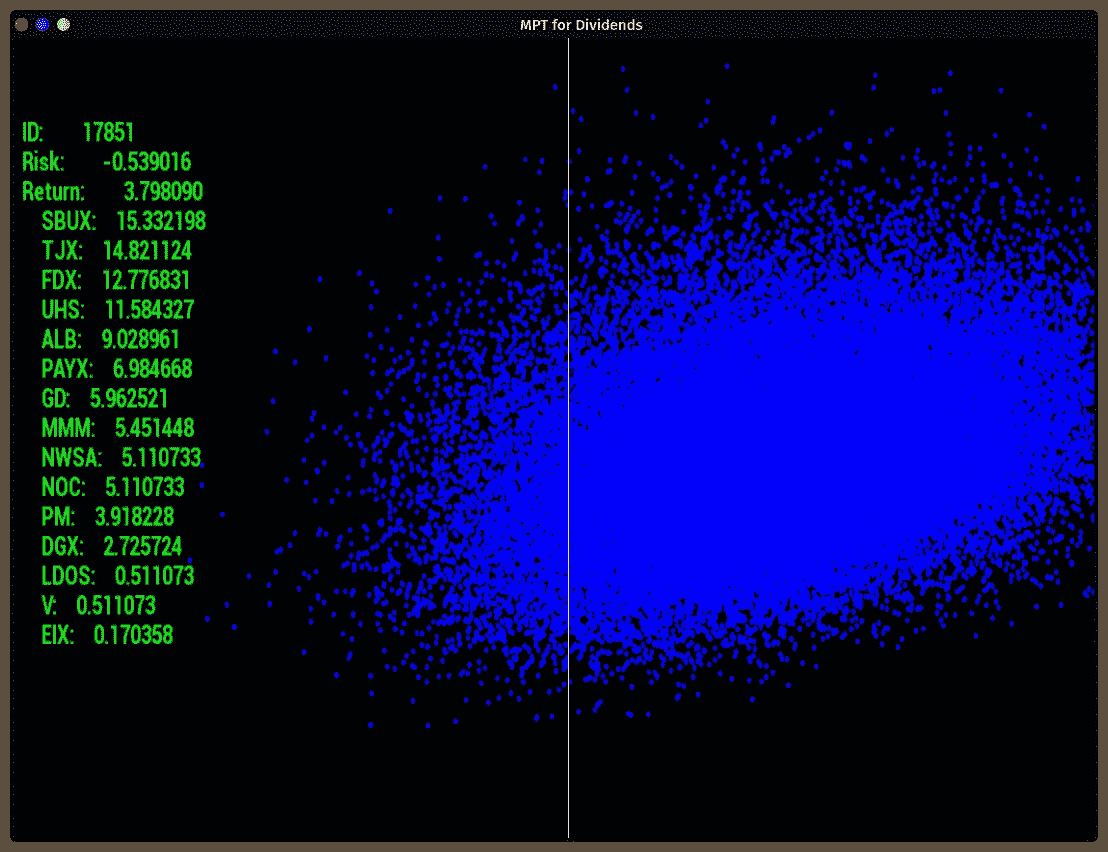 MPT for Dividends
ID: 17851
Risk: -0.539016
Return: 3.798090
SBUX: 15.332198
TJX: 14.821124
FDX: 12.776831
UHS: 11.584327
ALB: 9.028961
PAYX: 6.984668
GD: 5.962521
MMM: 5.451448
NWSA: 5.110733
NOC: 5.110733
PM: 3.918228
DGX: 2.725724
LDOS: 0.511073
V: 0.511073
EIX: 0.170358